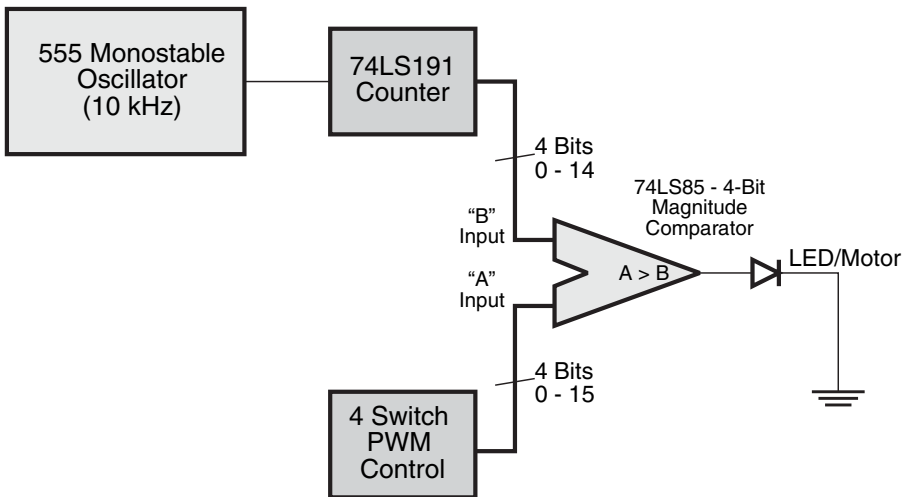 555 Monostable
Oscillator
(10 kHz)
74LS191
Counter
4 Bits
0 - 14
74LS85 - 4-Bit
Magnitude
Comparator
“B”
Input
LED/Motor
A > B
“A”
Input
4 Bits
0 - 15
4 Switch
PWM
Control